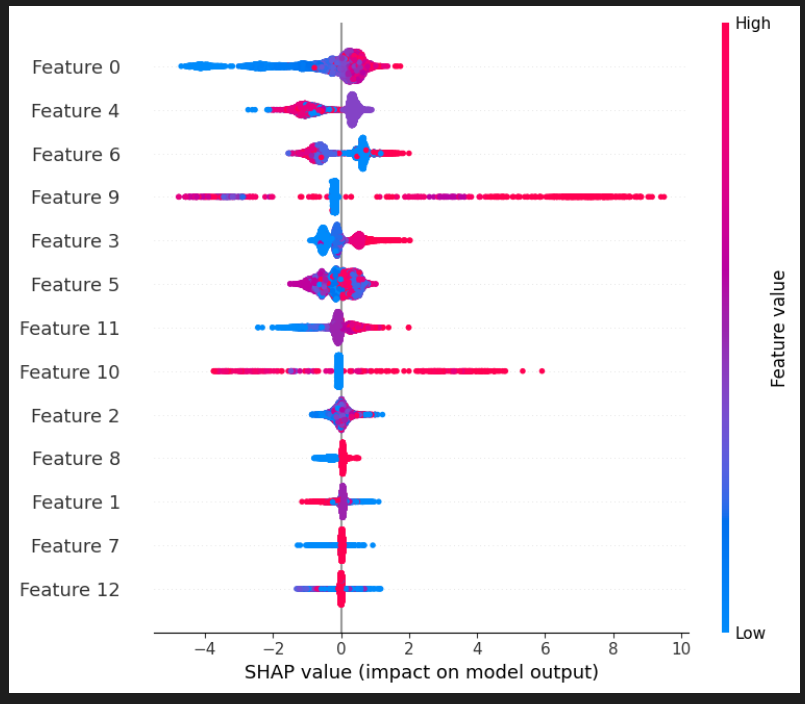 High
Feature 0
Feature 4
Feature 6
Feature 9
Feature 3
Feature 5
Feature 11
Feature 10
Feature 2
Feature 8
Feature 1
Feature 7
Feature 12
Feature value
Low
−4 −2 0 2 4 6 8 10
SHAP value (impact on model output)